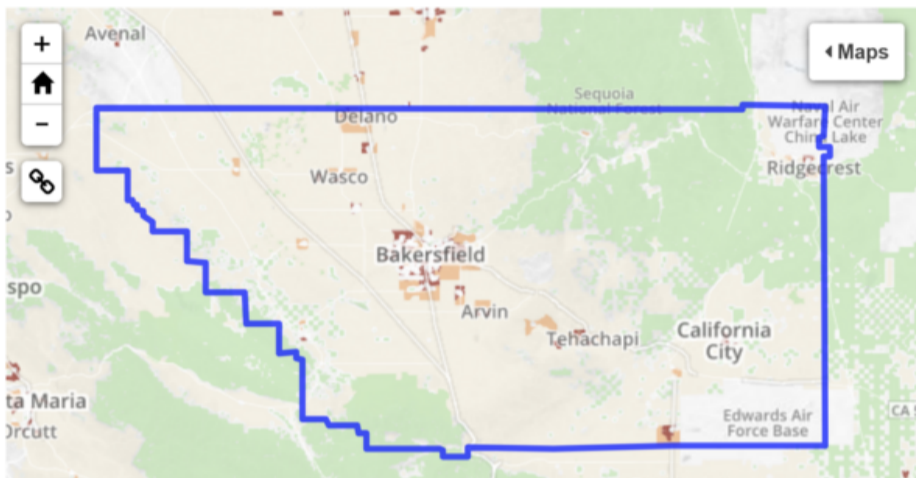 Avenal
+
−
Maps
Sequoia
National Forest
Naval Air
Warfare Center
China Lake
Ridgecrest
Delano
Wasco
Bakersfield
spo
Arvin
Tehachapi
California
City
ta Maria
Orcutt
Edwards Air
Force Base
CA